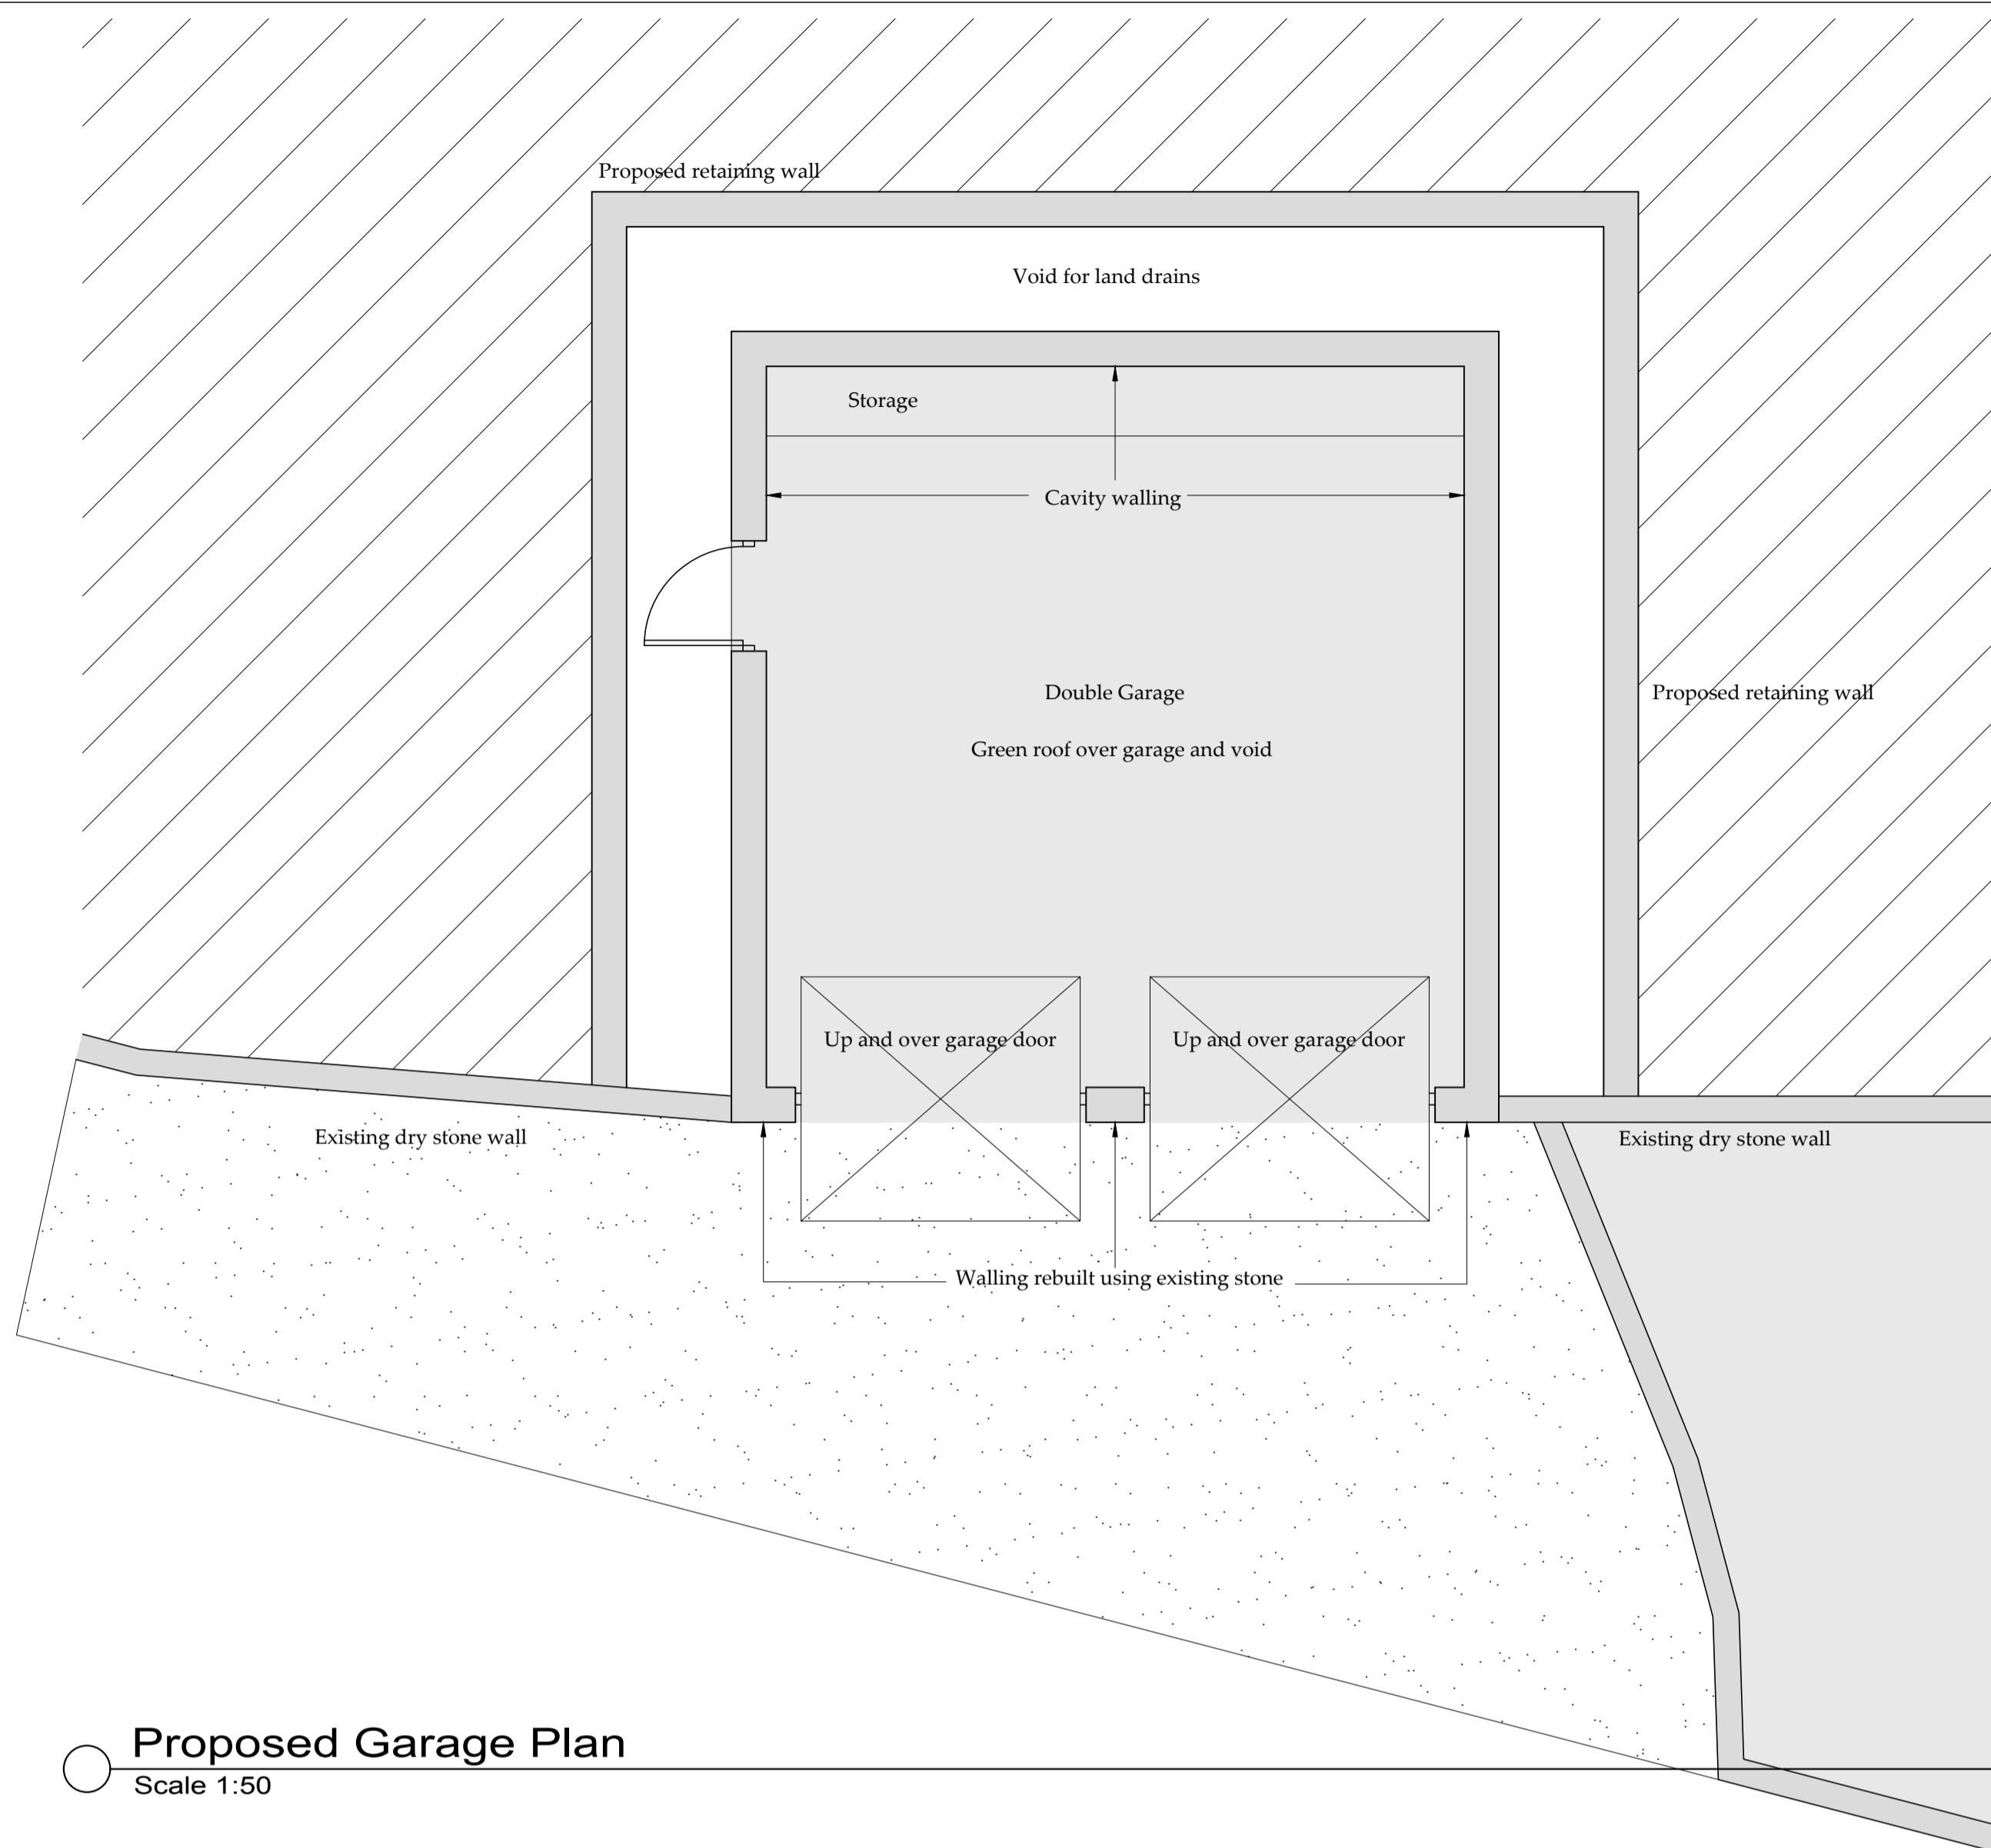 Proposed retaining wall
Void for land drains
Storage
Cavity walling
Double Garage
Proposed retaining wall
Green roof over garage and void
Up and over garage door
Up and over garage door
Existing dry stone wall
Existing dry stone wall
Walling rebuilt using existing stone
Proposed Garage Plan
Scale 1:50